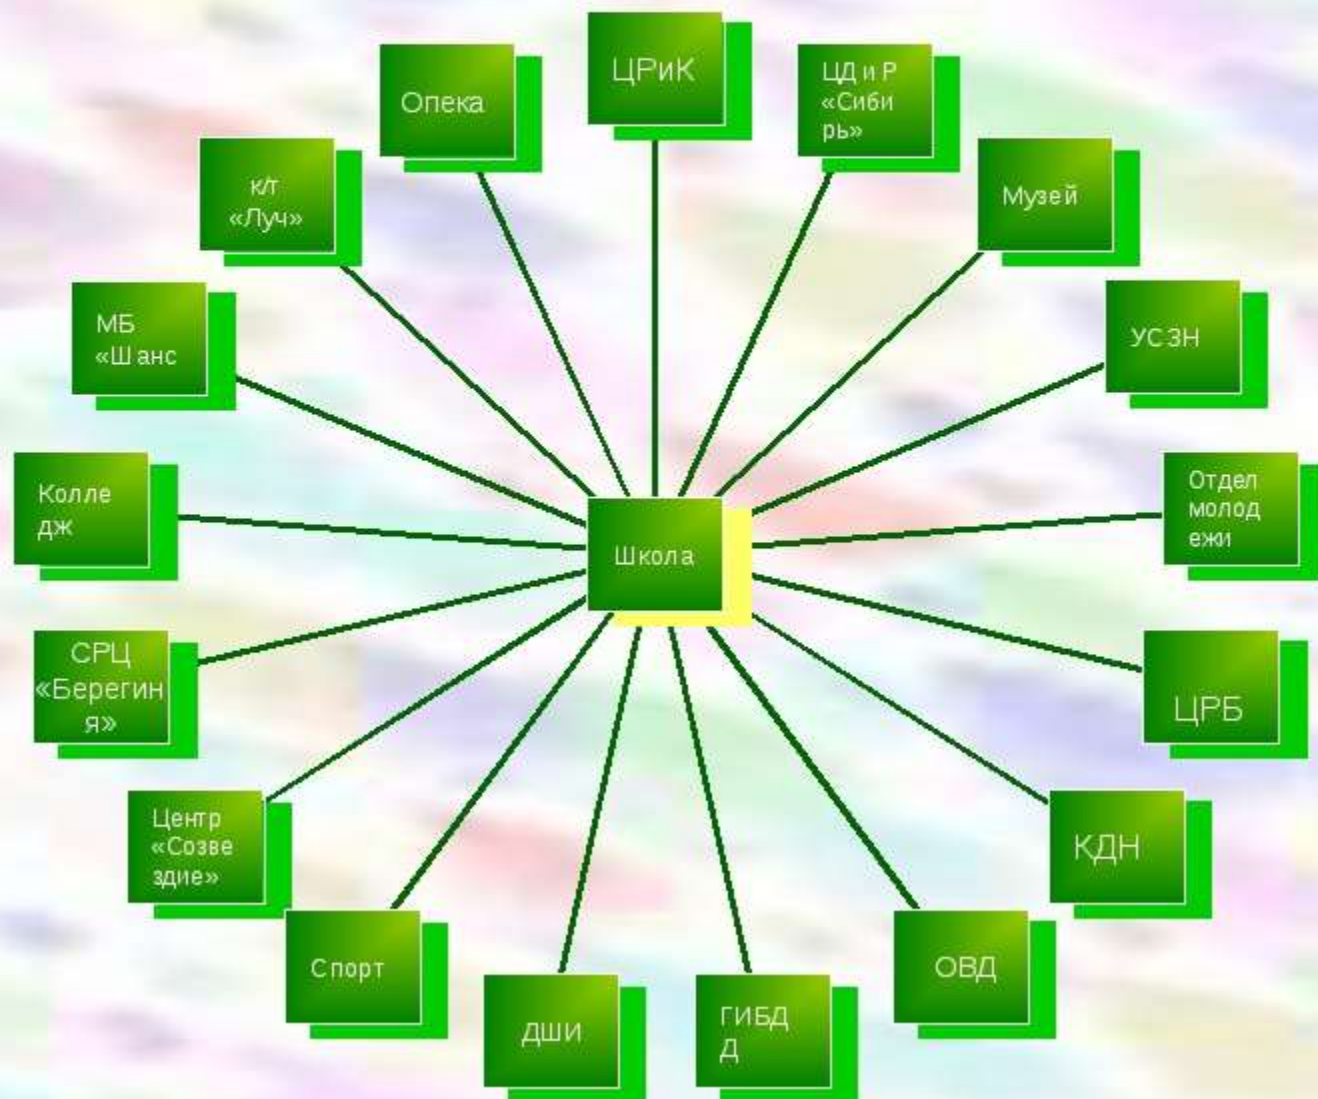 ЦРиК
ЦД и Р
«Сиби
рь»
Музей
УСЗН
Отдел
молод
ежи
ЦРБ
КДН
ОВД
ГИБД
Д
ДШИ
Спорт
Центр
«Созве
здие»
СРЦ
«Берегин
я»
Колле
дж
МБ
«Шанс
к/т
«Луч»
Опека
Школа